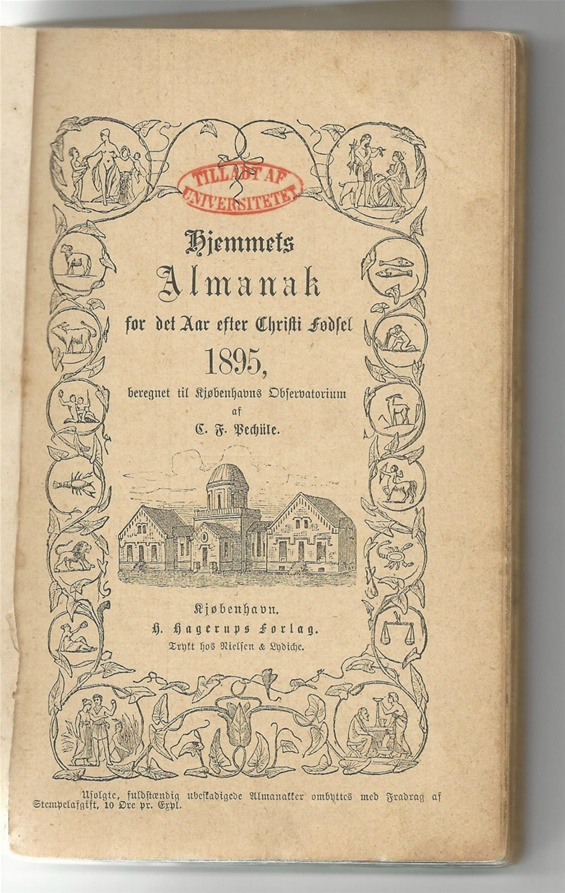 TILLADT AF
UNIVERSITETET
Hjemmets
Almanak
for det Aar efter Christi Fødsel
1895,
beregnet til Kjøbenhavns Observatorium
af
C. F. Pechüle.
Kjøbenhavn.
H. Hagerups Forlag.
Trykt hos Nielsen & Lydiche.
Usolgte, fuldstændig ubeskadigede Almanakker ombyttes med Fradrag af
Stempelafgift, 10 Øre pr. Expl.